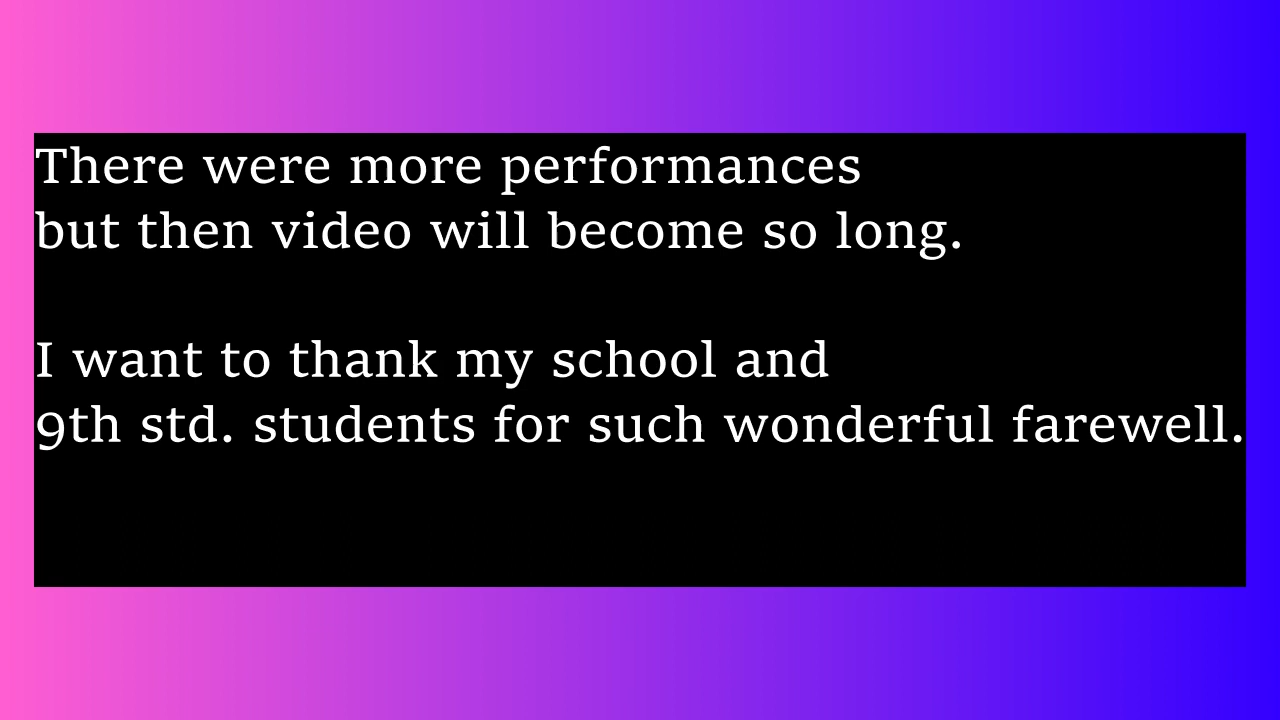 There were more performances
but then video will become so long.
I want to thank my school and
9th std. students for such wonderful farewell.